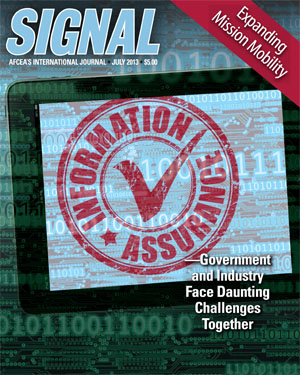 SIGNAL
AFCEA'S INTERNATIONAL JOURNAL JULY 2013 $5.00
Expanding
Mission Mobility
INFORMATION
ASSURANCE
—Government
and Industry
Face Daunting
Challenges
Together